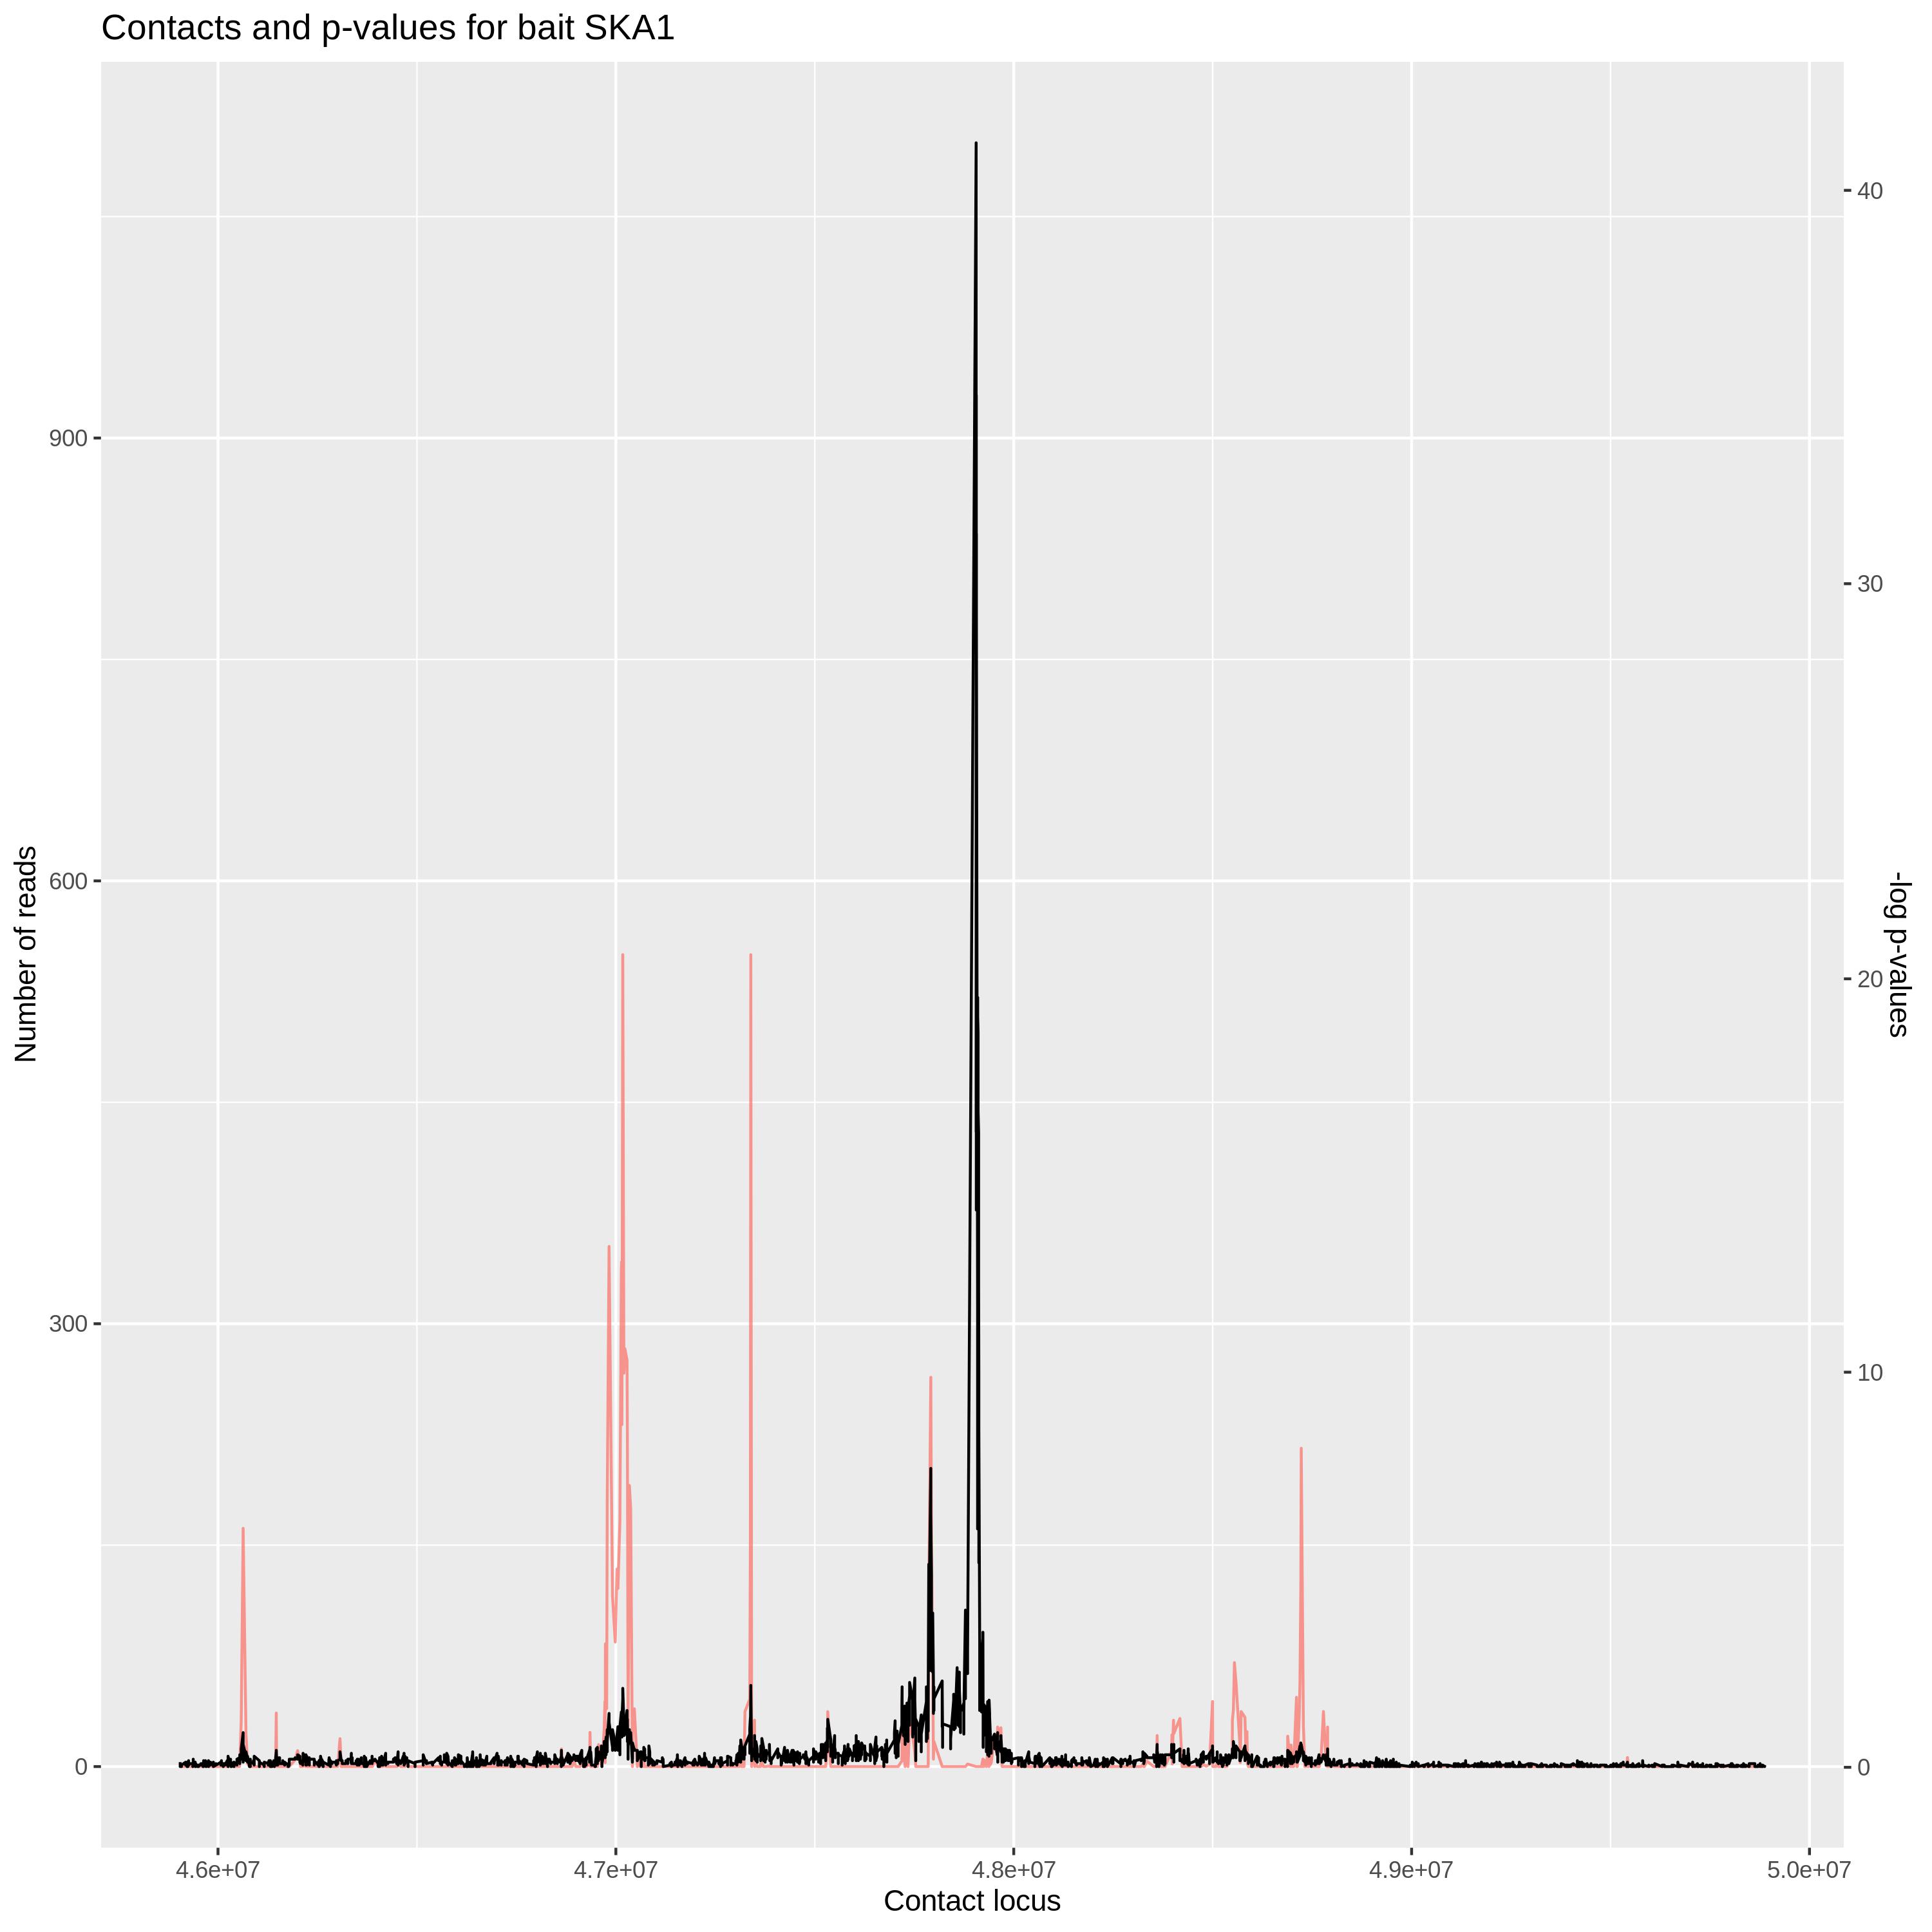 Contacts and p-values for bait SKA1
900
600
300
0
Number of reads
40
30
20
10
0
-log p-values
4.6e+07 4.7e+07 4.8e+07 4.9e+07 5.0e+07
Contact locus